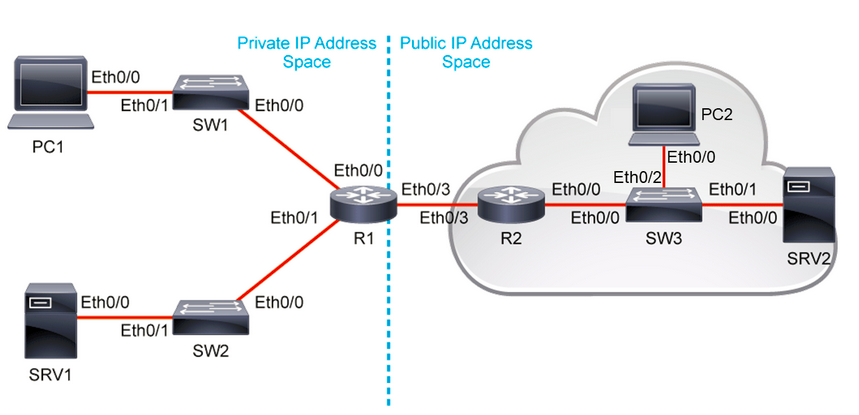 Private IP Address
Space
Public IP Address
Space
PC1
Eth0/0
Eth0/1
SW1
Eth0/0
Eth0/0
Eth0/1
R1
Eth0/3
Eth0/3
R2
Eth0/0
Eth0/0
PC2
Eth0/0
Eth0/2
SW3
Eth0/1
Eth0/0
SRV2
SRV1
Eth0/0
Eth0/1
SW2
Eth0/0